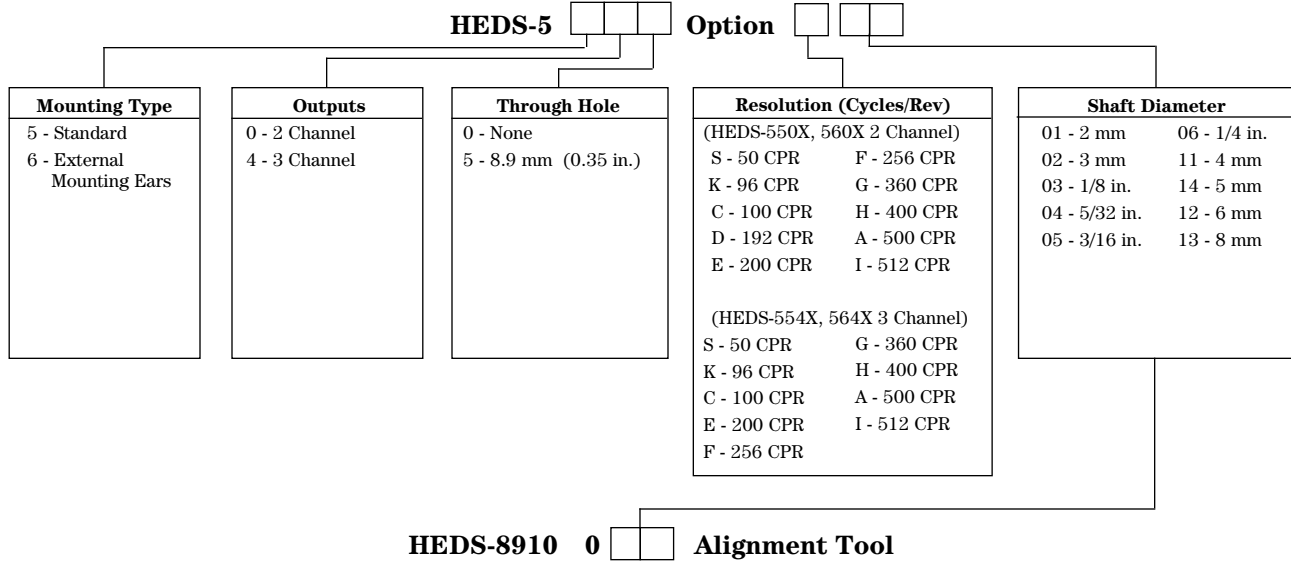 HEDS-5 Option
Mounting Type
5 - Standard
6 - External
Mounting Ears
Outputs
0 - 2 Channel
4 - 3 Channel
Through Hole
0 - None
5 - 8.9 mm (0.35 in.)
Resolution (Cycles/Rev)
(HEDS-550X, 560X 2 Channel)
S - 50 CPR F - 256 CPR
K - 96 CPR G - 360 CPR
C - 100 CPR H - 400 CPR
D - 192 CPR A - 500 CPR
E - 200 CPR I - 512 CPR
(HEDS-554X, 564X 3 Channel)
S - 50 CPR G - 360 CPR
K - 96 CPR H - 400 CPR
C - 100 CPR A - 500 CPR
E - 200 CPR I - 512 CPR
F - 256 CPR
Shaft Diameter
01 - 2 mm 06 - 1/4 in.
02 - 3 mm 11 - 4 mm
03 - 1/8 in. 14 - 5 mm
04 - 5/32 in. 12 - 6 mm
05 - 3/16 in. 13 - 8 mm
HEDS-8910 0 Alignment Tool